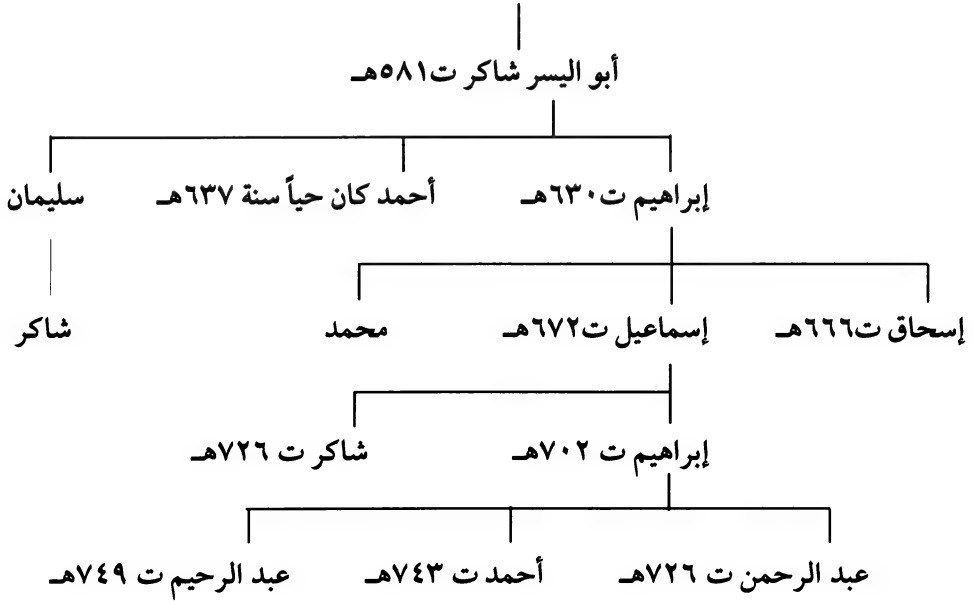 أبو اليسر شاكر ت٥٨١هـ
إبراهيم ت٦٣٠هـ أحمد كان حياً سنة ٦٣٧هـ سليمان
إسحاق ت٦٦٦هـ إسماعيل ت٦٧٢هـ محمد شاكر
إبراهيم ت ٧٠٢هـ شاكر ت ٧٢٦هـ
عبد الرحمن ت ٧٢٦هـ أحمد ت ٧٤٣هـ عبد الرحيم ت ٧٤٩هـ